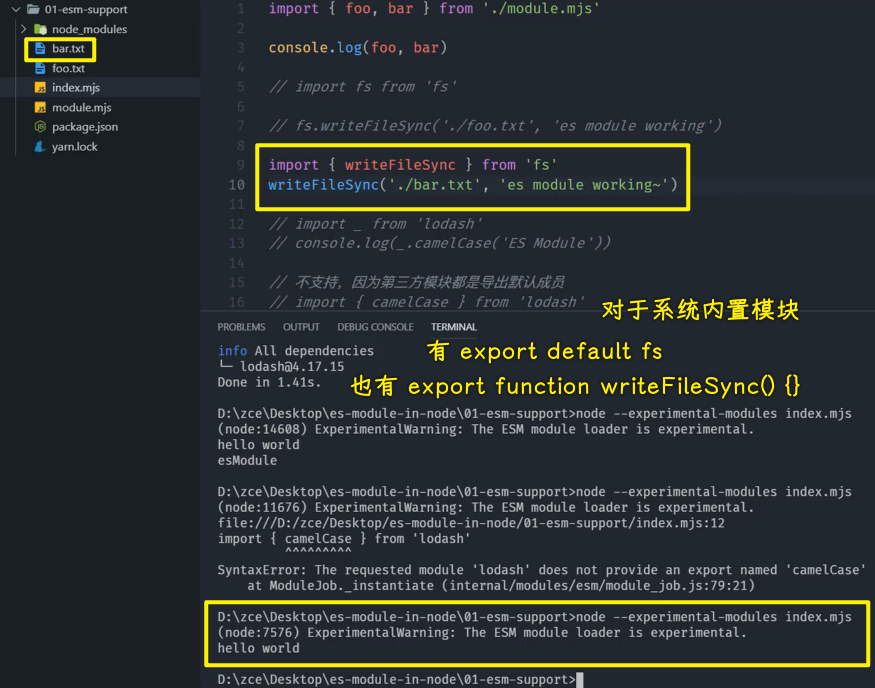 01-esm-support
node_modules
bar.txt
foo.txt
index.mjs
module.mjs
package.json
yarn.lock
1 import { foo, bar } from './module.mjs'
2
3 console.log(foo, bar)
4
5 // import fs from 'fs'
6
7 // fs.writeFileSync('./foo.txt', 'es module working')
8
9 import { writeFileSync } from 'fs'
10 writeFileSync('./bar.txt', 'es module working~')
11
12 // import _ from 'lodash'
13 // console.log(_.camelCase('ES Module'))
14
15 // 不支持，因为第三方模块都是导出默认成员
16 // import { camelCase } from 'lodash'
对于系统内置模块
PROBLEMS OUTPUT DEBUG CONSOLE TERMINAL
有 export default fs
也有 export function writeFileSync() {}
info All dependencies
└─ lodash@4.17.15
Done in 1.41s.
D:\zce\Desktop\es-module-in-node\01-esm-support>node --experimental-modules index.mjs
(node:14608) ExperimentalWarning: The ESM module loader is experimental.
hello world
esModule
D:\zce\Desktop\es-module-in-node\01-esm-support>node --experimental-modules index.mjs
(node:11676) ExperimentalWarning: The ESM module loader is experimental.
file:///D:/zce/Desktop/es-module-in-node/01-esm-support/index.mjs:12
import { camelCase } from 'lodash'
^^^^^^^^^
SyntaxError: The requested module 'lodash' does not provide an export named 'camelCase'
at ModuleJob._instantiate (internal/modules/esm/module_job.js:79:21)
D:\zce\Desktop\es-module-in-node\01-esm-support>node --experimental-modules index.mjs
(node:7576) ExperimentalWarning: The ESM module loader is experimental.
hello world
D:\zce\Desktop\es-module-in-node\01-esm-support>